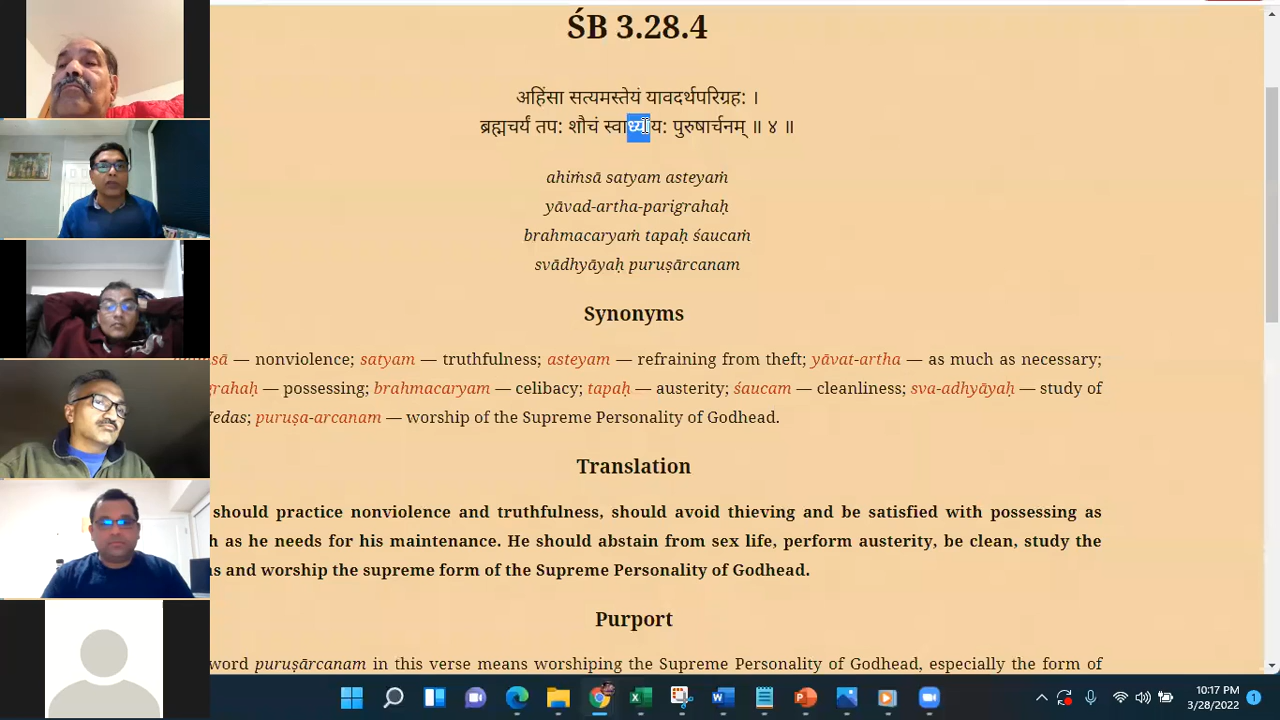 ŚB 3.28.4
अहिंसा सत्यमस्तेयं यावदर्थपरिग्रह: ।
ब्रह्मचर्यं तप: शौचं स्वाध्याय: पुरुषार्चनम् ॥ ४ ॥
ahiṁsā satyam asteyaṁ
yāvad-artha-parigrahaḥ
brahmacaryaṁ tapaḥ śaucaṁ
svādhyāyaḥ puruṣārcanam
Synonyms
— nonviolence; satyam — truthfulness; asteyam — refraining from theft; yāvat-artha — as much as necessary;
grahaḥ — possessing; brahmacaryam — celibacy; tapaḥ — austerity; śaucam — cleanliness; sva-adhyāyaḥ — study of
Vedas; puruṣa-arcanam — worship of the Supreme Personality of Godhead.
Translation
should practice nonviolence and truthfulness, should avoid thieving and be satisfied with possessing as
as he needs for his maintenance. He should abstain from sex life, perform austerity, be clean, study the
and worship the supreme form of the Supreme Personality of Godhead.
Purport
word puruṣārcanam in this verse means worshiping the Supreme Personality of Godhead, especially the form of
10:17 PM
3/28/2022
1